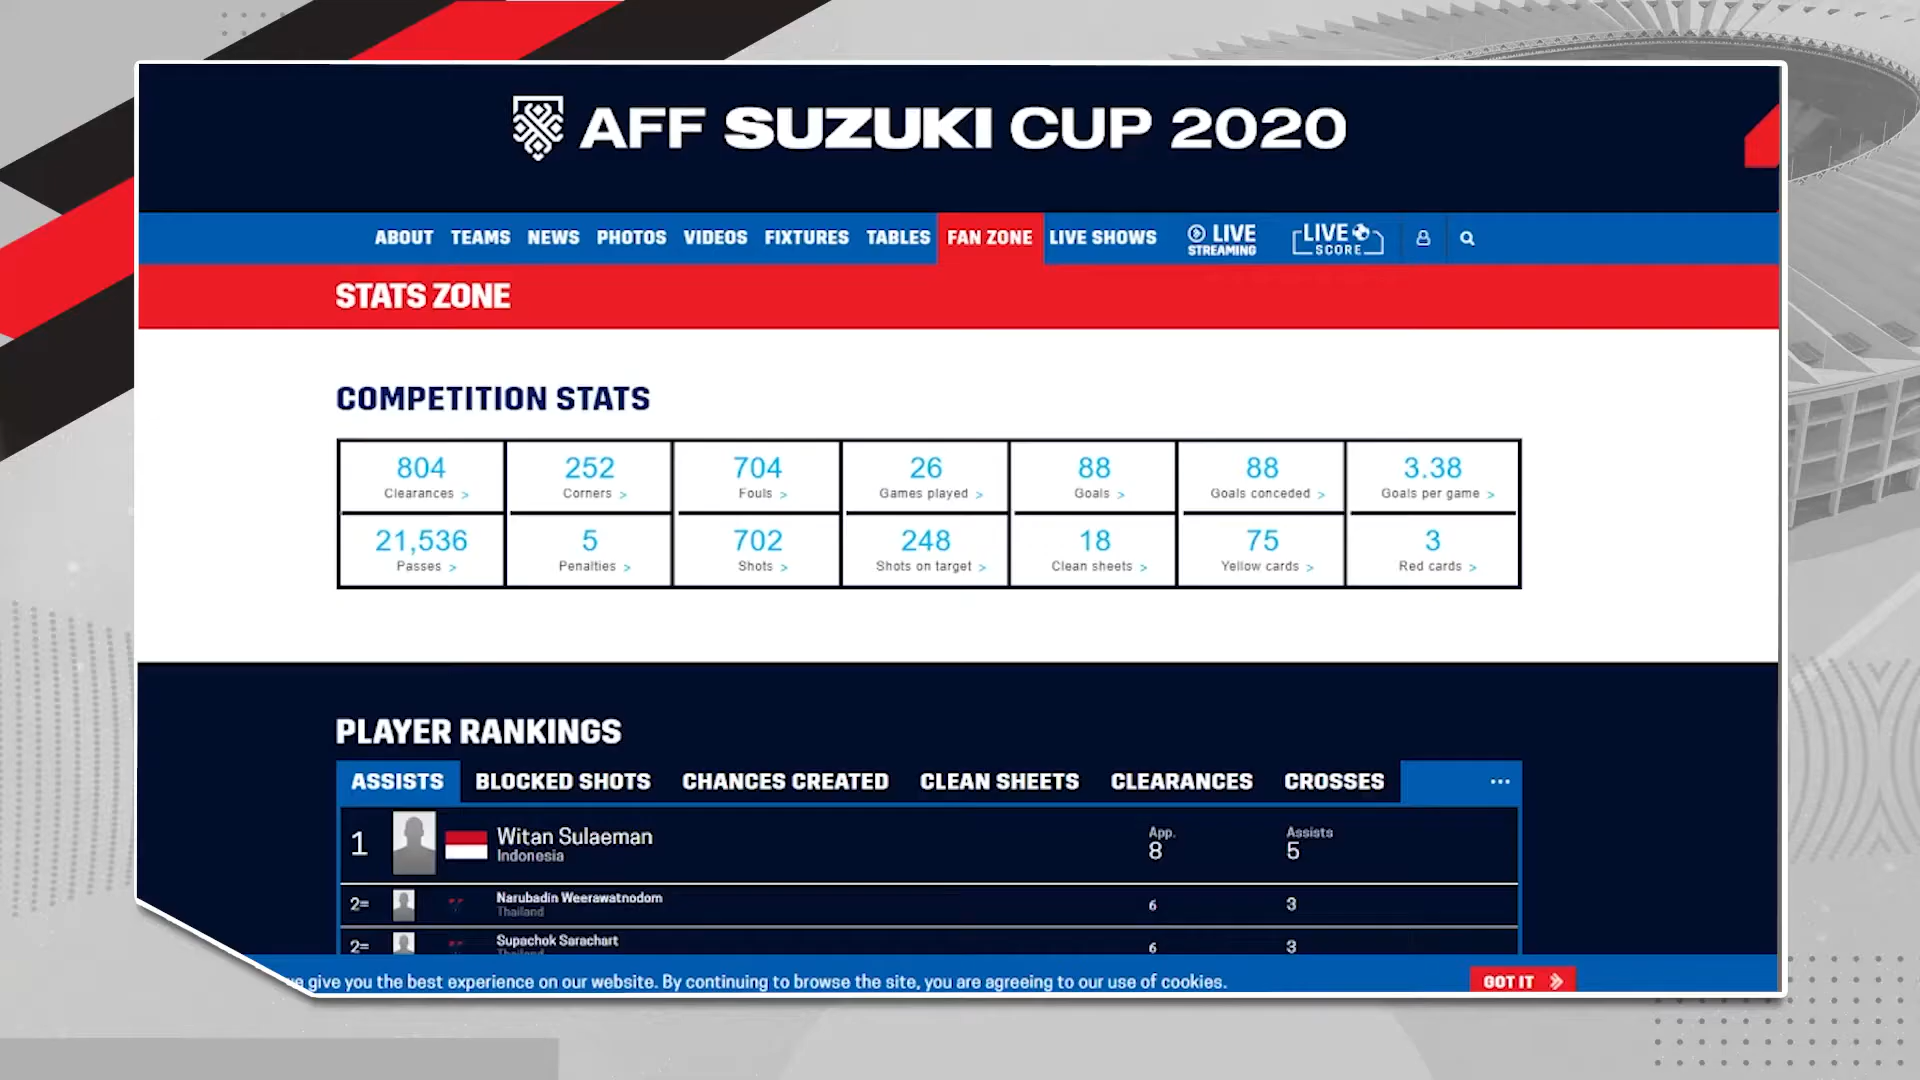 AFF SUZUKI CUP 2020
ABOUT TEAMS NEWS PHOTOS VIDEOS FIXTURES TABLES FAN ZONE LIVE SHOWS LIVE STREAMING LIVE SCORE
STATS ZONE
COMPETITION STATS
804 252 704 26 88 88 3.38
Clearances > Corners > Fouls > Games played > Goals > Goals conceded > Goals per game >
21,536 5 702 248 18 75 3
Passes > Penalties > Shots > Shots on target > Clean sheets > Yellow cards > Red cards >
PLAYER RANKINGS
ASSISTS BLOCKED SHOTS CHANCES CREATED CLEAN SHEETS CLEARANCES CROSSES ...
1 Witan Sulaeman App. Assists
Indonesia 8 5
2= Narubadin Weerawatnodom 6 3
Thailand
2= Supachok Sarachart 6 3
give you the best experience on our website. By continuing to browse the site, you are agreeing to our use of cookies. GOT IT